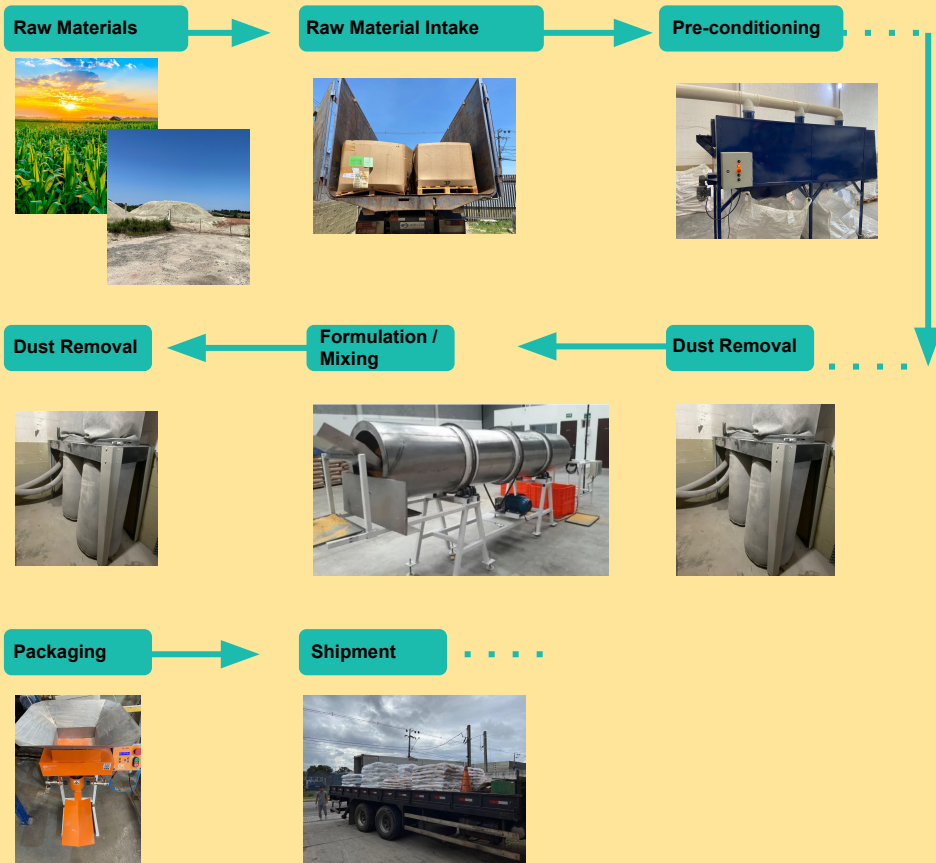 Raw Materials
Raw Material Intake
Pre-conditioning
Dust Removal
Formulation /
Mixing
Dust Removal
Packaging
Shipment